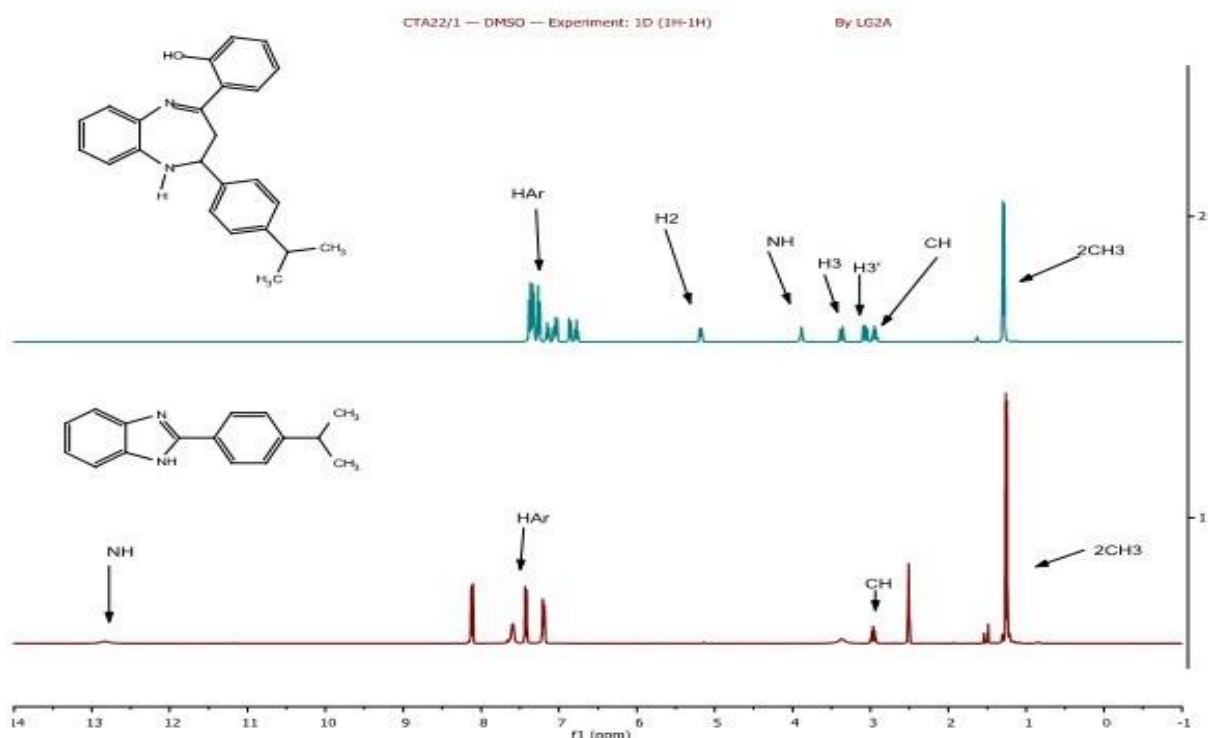 CTA22/1 — DMSO — Experiment: 1D (1H-1H) By LG2A
HO
N
N
H
CH3
H3C
HAr
H2
NH
H3
H3'
CH
2CH3
2
N
NH
CH3
CH3
NH
HAr
CH
2CH3
1
14 13 12 11 10 9 8 7 6 5 4 3 2 1 0 -1
f1 (ppm)